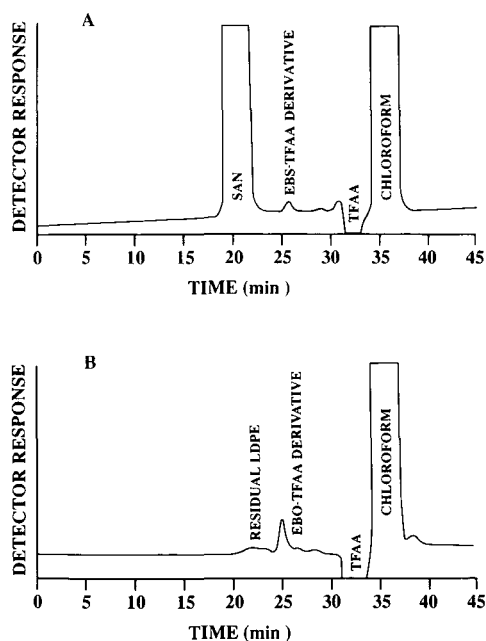 A
DETECTOR RESPONSE
SAN
EBS-TFAA DERIVATIVE
TFAA
CHLOROFORM
0 5 10 15 20 25 30 35 40 45
TIME (min )
B
DETECTOR RESPONSE
RESIDUAL LDPE
EBO-TFAA DERIVATIVE
TFAA
CHLOROFORM
0 5 10 15 20 25 30 35 40 45
TIME (min )